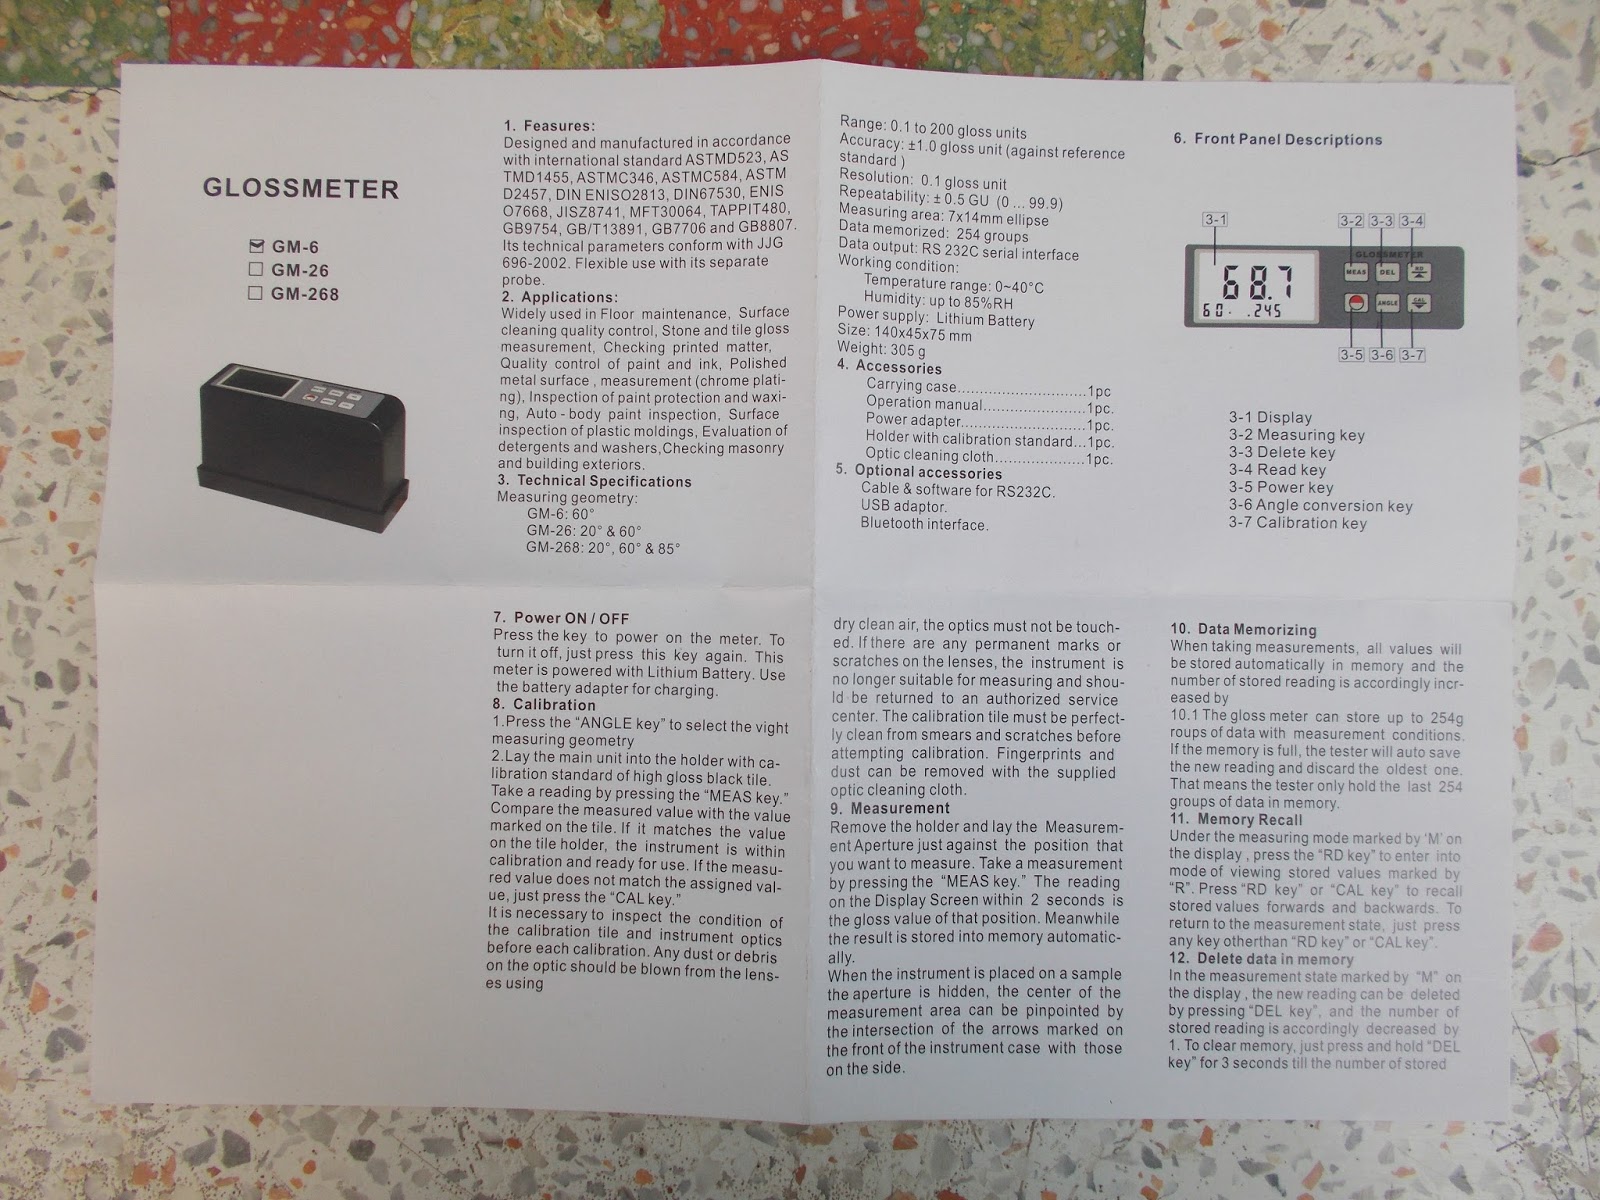 GLOSSMETER
GM-6
GM-26
GM-268
1. Feasures:
Designed and manufactured in accordance
with international standard ASTMD523, AS
TMD1455, ASTMC346, ASTMC584, ASTM
D2457, DIN ENISO2813, DIN67530, ENIS
O7668, JISZ8741, MFT30064, TAPPIT480,
GB9754, GB/T13891, GB7706 and GB8807.
Its technical parameters conform with JJG
696-2002. Flexible use with its separate
probe.
2. Applications:
Widely used in Floor maintenance, Surface
cleaning quality control, Stone and tile gloss
measurement, Checking printed matter,
Quality control of paint and ink, Polished
metal surface , measurement (chrome plati-
ng), Inspection of paint protection and waxi-
ng, Auto - body paint inspection, Surface
inspection of plastic moldings, Evaluation of
detergents and washers,Checking masonry
and building exteriors.
3. Technical Specifications
Measuring geometry:
GM-6: 60°
GM-26: 20° & 60°
GM-268: 20°, 60° & 85°
Range: 0.1 to 200 gloss units
Accuracy: ±1.0 gloss unit (against reference
standard )
Resolution: 0.1 gloss unit
Repeatability: ± 0.5 GU (0 ... 99.9)
Measuring area: 7x14mm ellipse
Data memorized: 254 groups
Data output: RS 232C serial interface
Working condition:
Temperature range: 0~40°C
Humidity: up to 85%RH
Power supply: Lithium Battery
Size: 140x45x75 mm
Weight: 305 g
4. Accessories
Carrying case.............................1pc
Operation manual.......................1pc.
Power adapter............................1pc.
Holder with calibration standard...1pc.
Optic cleaning cloth....................1pc.
5. Optional accessories
Cable & software for RS232C.
USB adaptor.
Bluetooth interface.
6. Front Panel Descriptions
3-1
3-2 3-3 3-4
GLOSSMETER
68.7
60. .245
MEAS DEL RD
ANGLE CAL
3-5 3-6 3-7
3-1 Display
3-2 Measuring key
3-3 Delete key
3-4 Read key
3-5 Power key
3-6 Angle conversion key
3-7 Calibration key
7. Power ON / OFF
Press the key to power on the meter. To
turn it off, just press this key again. This
meter is powered with Lithium Battery. Use
the battery adapter for charging.
8. Calibration
1.Press the “ANGLE key” to select the vight
measuring geometry
2.Lay the main unit into the holder with ca-
libration standard of high gloss black tile.
Take a reading by pressing the “MEAS key.”
Compare the measured value with the value
marked on the tile. If it matches the value
on the tile holder, the instrument is within
calibration and ready for use. If the measu-
red value does not match the assigned val-
ue, just press the “CAL key.”
It is necessary to inspect the condition of
the calibration tile and instrument optics
before each calibration. Any dust or debris
on the optic should be blown from the lens-
es using
dry clean air, the optics must not be touch-
ed. If there are any permanent marks or
scratches on the lenses, the instrument is
no longer suitable for measuring and shou-
ld be returned to an authorized service
center. The calibration tile must be perfect-
ly clean from smears and scratches before
attempting calibration. Fingerprints and
dust can be removed with the supplied
optic cleaning cloth.
9. Measurement
Remove the holder and lay the Measurem-
ent Aperture just against the position that
you want to measure. Take a measurement
by pressing the “MEAS key.” The reading
on the Display Screen within 2 seconds is
the gloss value of that position. Meanwhile
the result is stored into memory automatic-
ally.
When the instrument is placed on a sample
the aperture is hidden, the center of the
measurement area can be pinpointed by
the intersection of the arrows marked on
the front of the instrument case with those
on the side.
10. Data Memorizing
When taking measurements, all values will
be stored automatically in memory and the
number of stored reading is accordingly incr-
eased by
10.1 The gloss meter can store up to 254g
roups of data with measurement conditions.
If the memory is full, the tester will auto save
the new reading and discard the oldest one.
That means the tester only hold the last 254
groups of data in memory.
11. Memory Recall
Under the measuring mode marked by ‘M’ on
the display , press the “RD key” to enter into
mode of viewing stored values marked by
“R”. Press “RD key” or “CAL key” to recall
stored values forwards and backwards. To
return to the measurement state, just press
any key otherthan “RD key” or “CAL key”.
12. Delete data in memory
In the measurement state marked by “M” on
the display , the new reading can be deleted
by pressing “DEL key”, and the number of
stored reading is accordingly decreased by
1. To clear memory, just press and hold “DEL
key” for 3 seconds till the number of stored